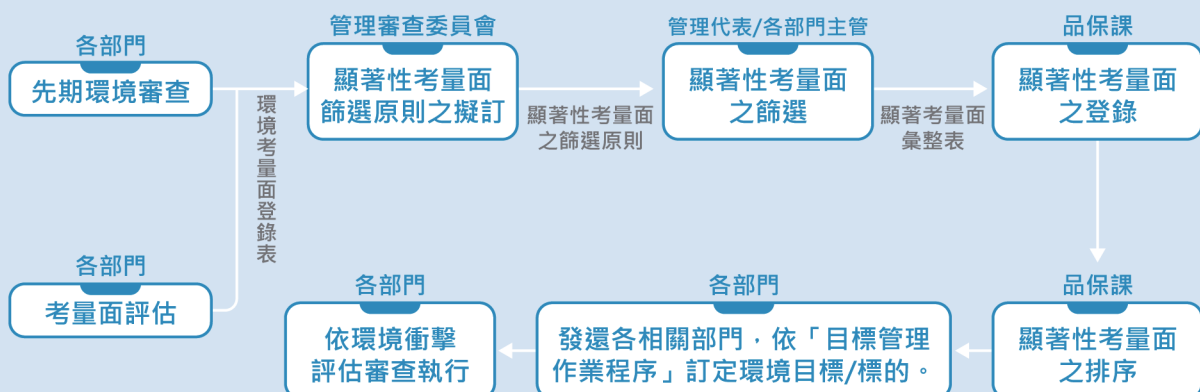 各部門
先期環境審查
各部門
考量面評估
環境考量面登錄表
管理審查委員會
顯著性考量面
篩選原則之擬訂
顯著性考量面
之篩選原則
管理代表/各部門主管
顯著性考量面
之篩選
顯著考量面
彙整表
品保課
顯著性考量面
之登錄
品保課
顯著性考量面
之排序
各部門
發還各相關部門，依「目標管理
作業程序」訂定環境目標/標的。
各部門
依環境衝擊
評估審查執行